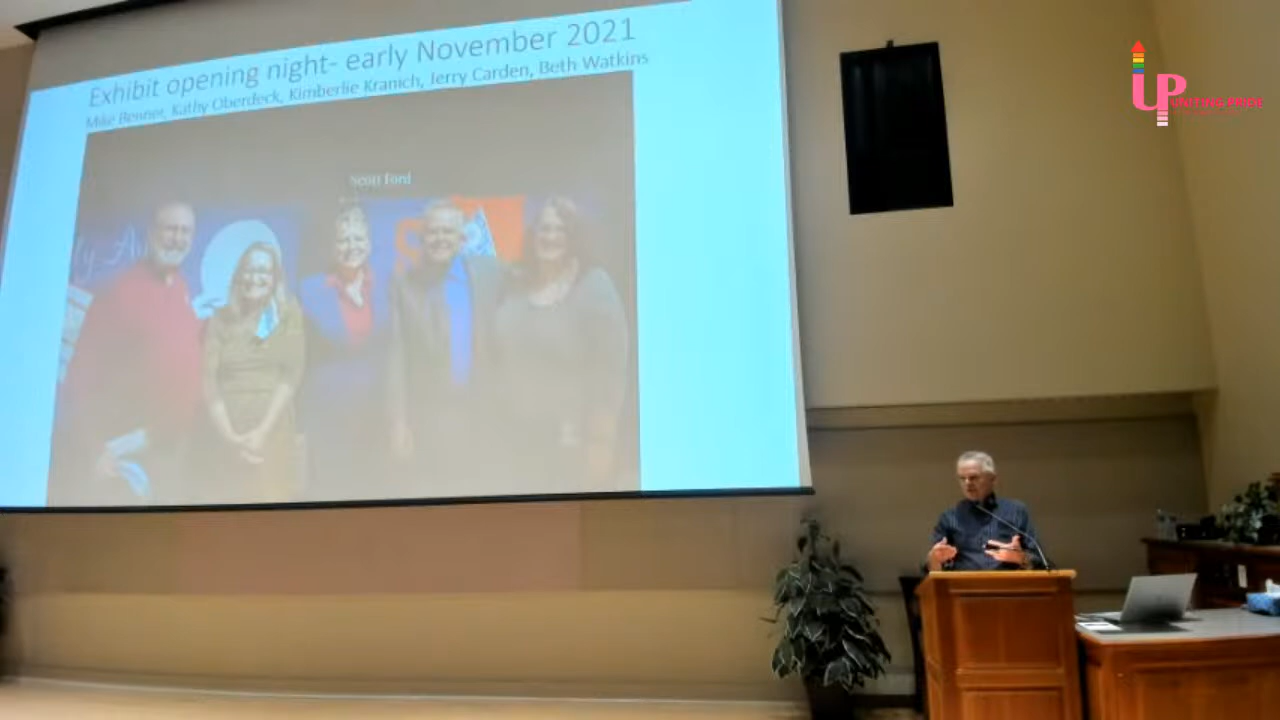 Exhibit opening night- early November 2021
Mike Benner, Kathy Oberdeck, Kimberlie Kranich, Jerry Carden, Beth Watkins
Scott Ford
UP
UNITING PRIDE